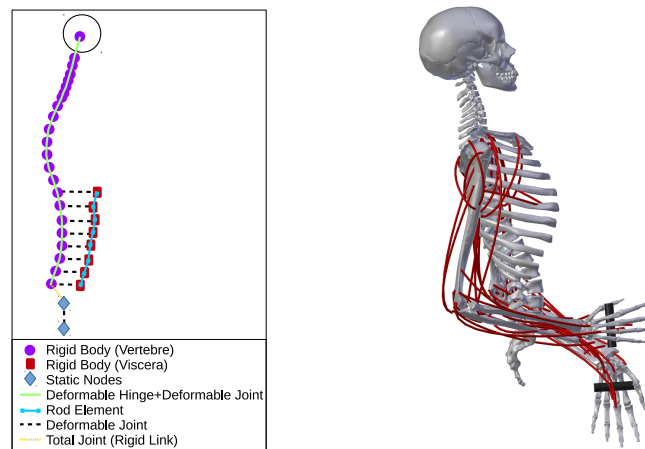 Rigid Body (Vertebre)
Rigid Body (Viscera)
Static Nodes
Deformable Hinge+Deformable Joint
Rod Element
Deformable Joint
Total Joint (Rigid Link)